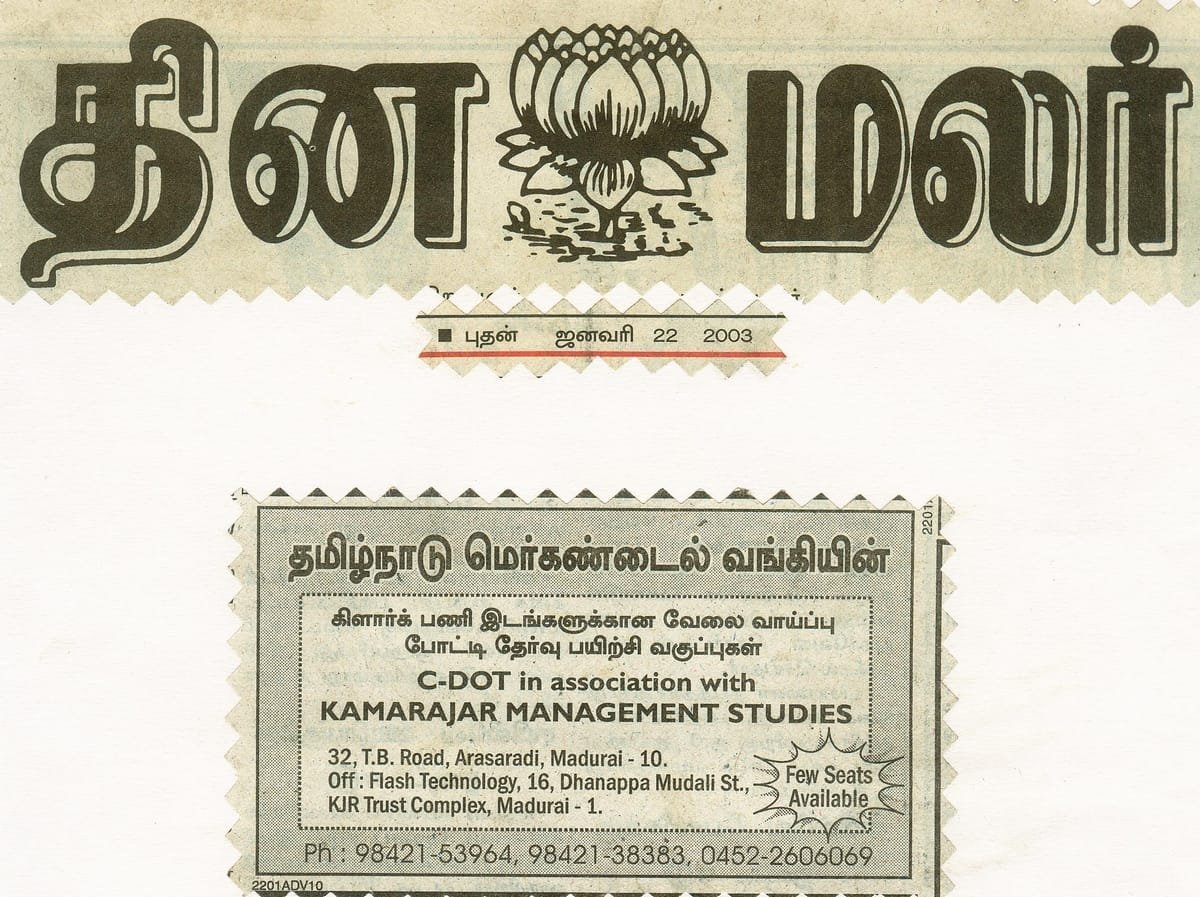 தின மலர்
■ புதன் ஜனவரி 22 2003
2201
தமிழ்நாடு மெர்கண்டைல் வங்கியின்
கிளார்க் பணி இடங்களுக்கான வேலை வாய்ப்பு
போட்டி தேர்வு பயிற்சி வகுப்புகள்
C-DOT in association with
KAMARAJAR MANAGEMENT STUDIES
32, T.B. Road, Arasaradi, Madurai - 10.
Off : Flash Technology, 16, Dhanappa Mudali St.,
KJR Trust Complex, Madurai - 1.
Few Seats
Available
Ph : 98421-53964, 98421-38383, 0452-2606069
2201ADV10